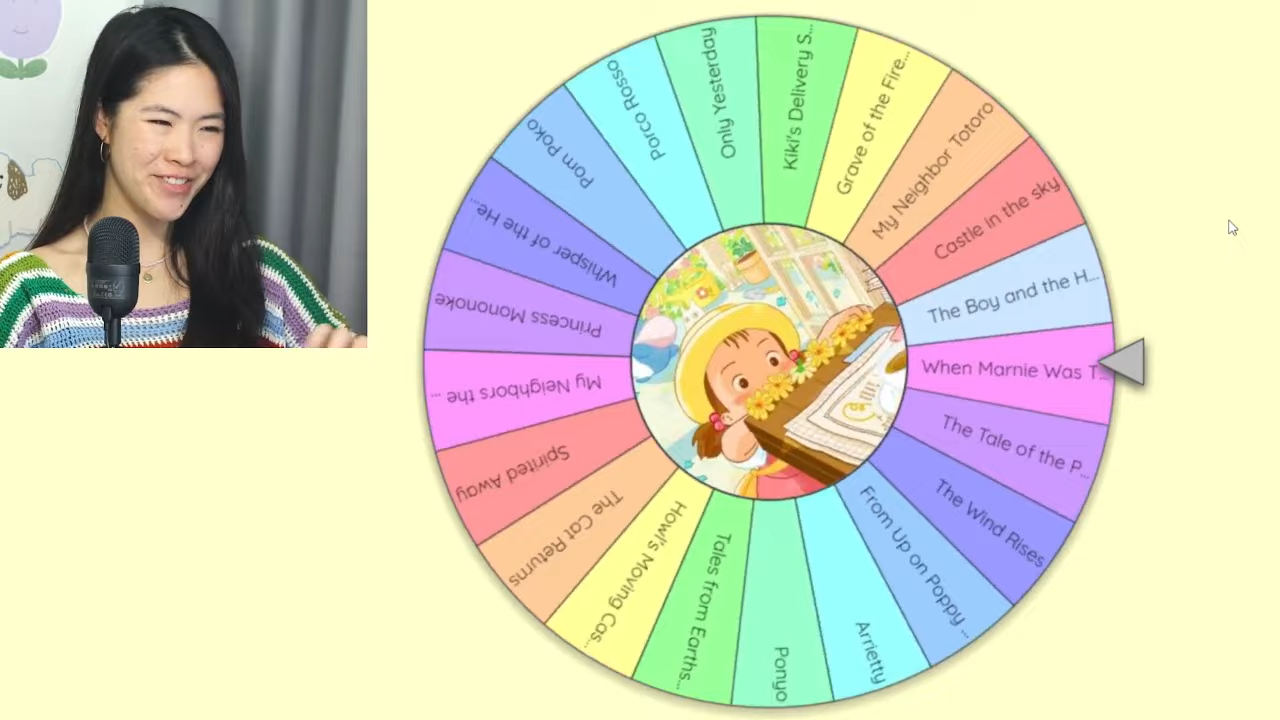 Kiki's Delivery S...
Grave of the Fire...
My Neighbor Totoro
Castle in the sky
The Boy and the H...
When Marnie Was T...
The Tale of the P...
The Wind Rises
From Up on Poppy ...
Arrietty
Ponyo
Tales from Earths...
Howl's Moving Cas...
The Cat Returns
Spirited Away
My Neighbors the ...
Princess Mononoke
Whisper of the He...
Pom Poko
Porco Rosso
Only Yesterday